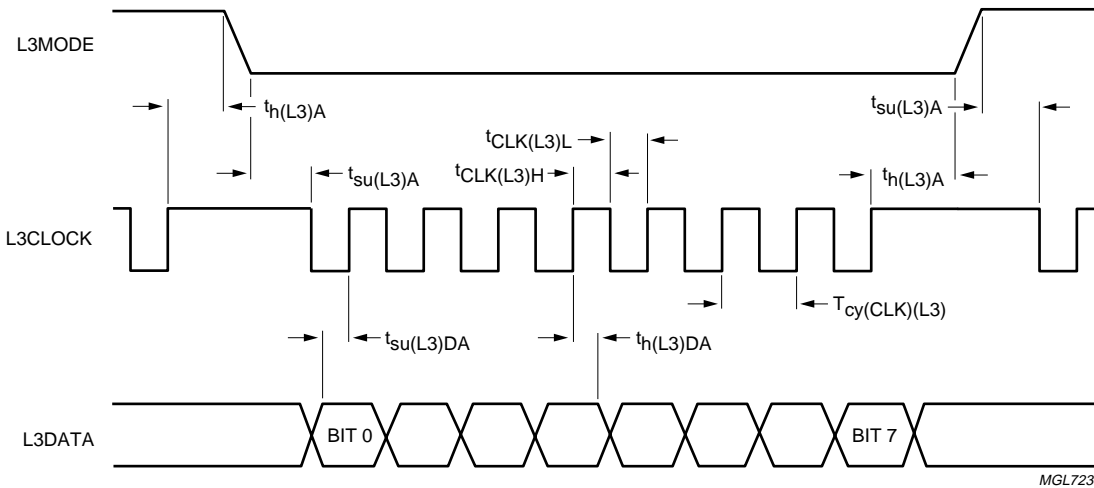 L3MODE
th(L3)A
tsu(L3)A
tCLK(L3)L
tsu(L3)A
tCLK(L3)H
th(L3)A
L3CLOCK
Tcy(CLK)(L3)
tsu(L3)DA
th(L3)DA
L3DATA
BIT 0
BIT 7
MGL723